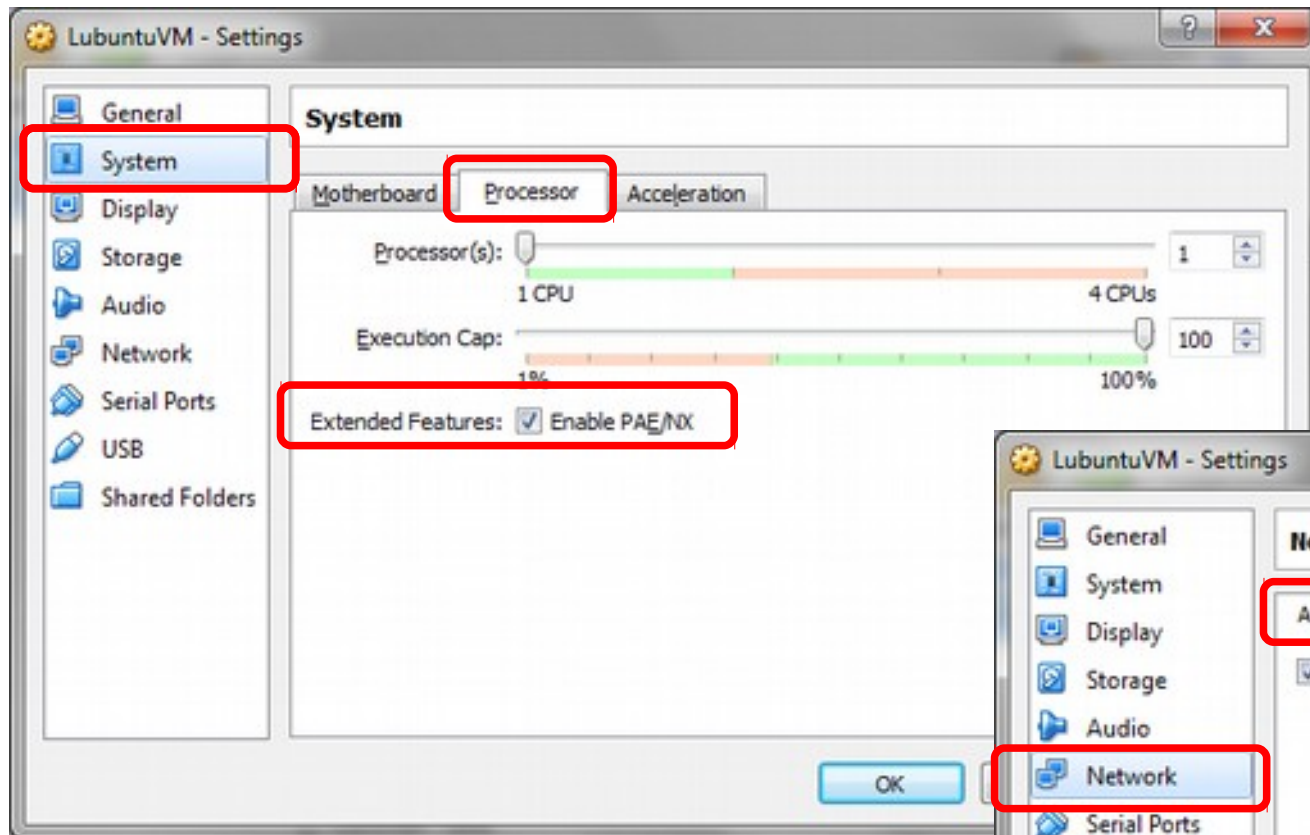 LubuntuVM - Settings
General
System
Display
Storage
Audio
Network
Serial Ports
USB
Shared Folders
System
Motherboard Processor Acceleration
Processor(s): 1
1 CPU 4 CPUs
Execution Cap: 100
1% 100%
Extended Features: Enable PAE/NX
OK
LubuntuVM - Settings
General
System
Display
Storage
Audio
Network
Serial Ports